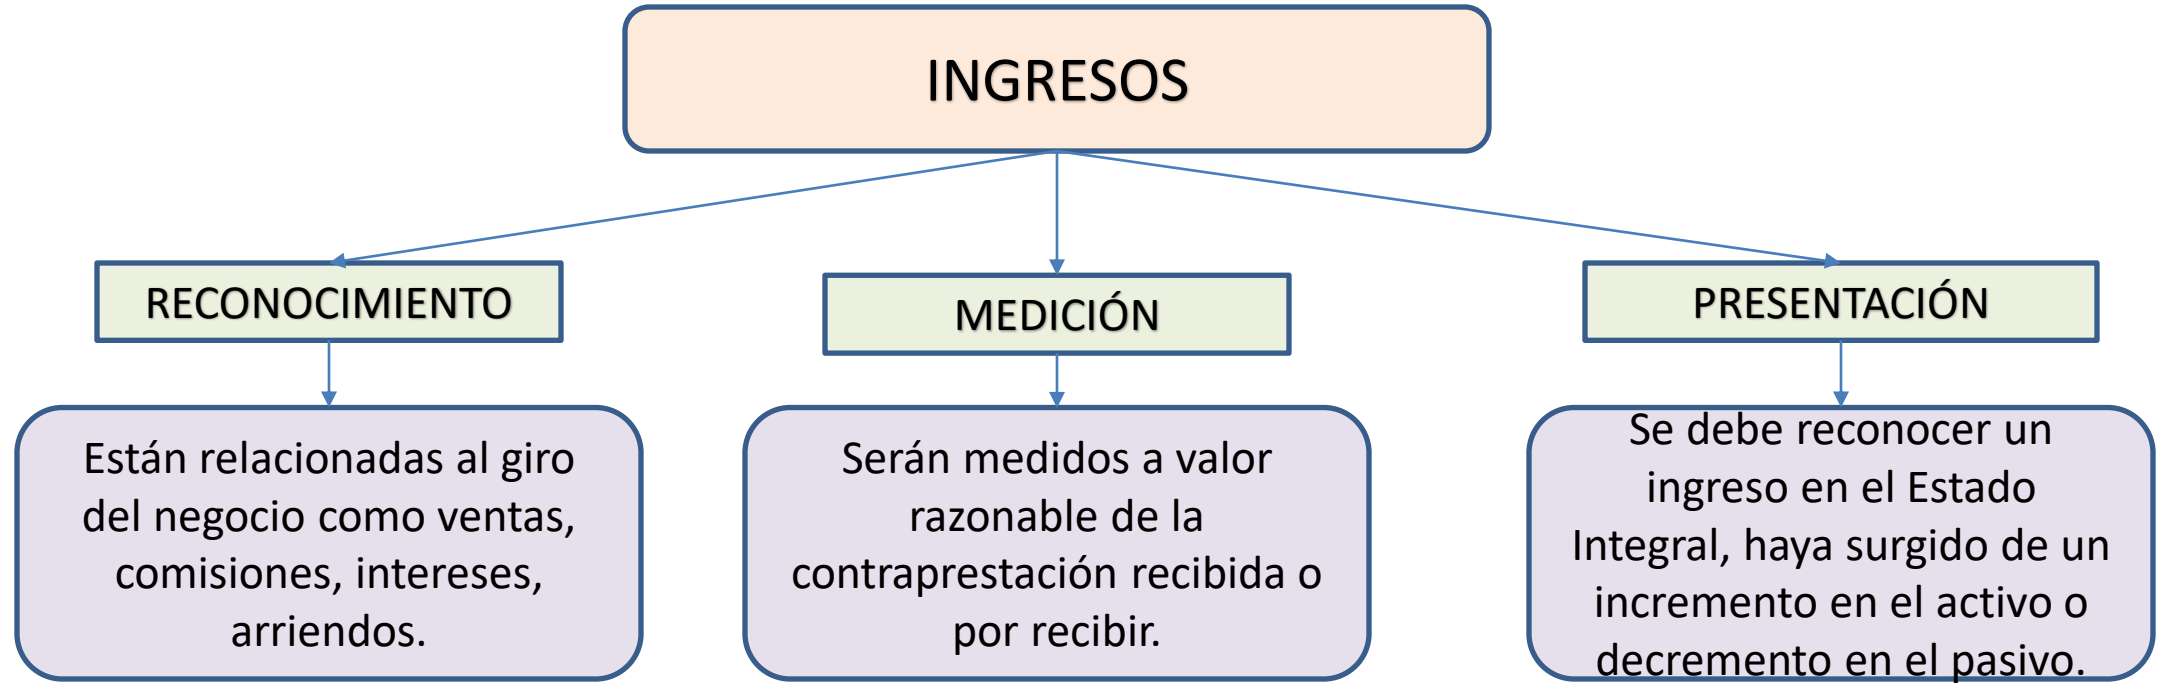 INGRESOS
RECONOCIMIENTO
MEDICIÓN
PRESENTACIÓN
Están relacionadas al giro
del negocio como ventas,
comisiones, intereses,
arriendos.
Serán medidos a valor
razonable de la
contraprestación recibida o
por recibir.
Se debe reconocer un
ingreso en el Estado
Integral, haya surgido de un
incremento en el activo o
decremento en el pasivo.